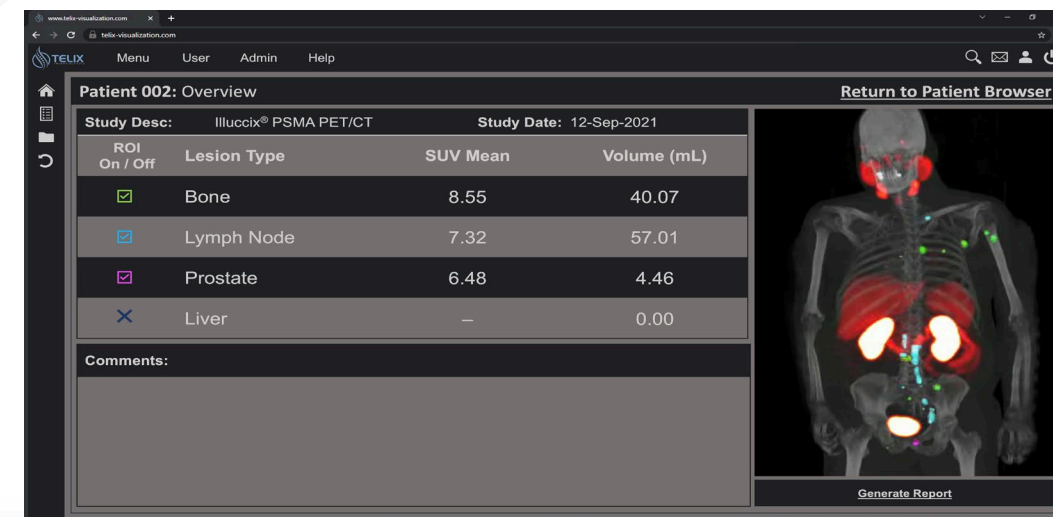 www.telix-visualization.com
telix-visualization.com
TELIX Menu User Admin Help
Patient 002: Overview Return to Patient Browser
Study Desc: Illuccix® PSMA PET/CT Study Date: 12-Sep-2021
ROI
On / Off Lesion Type SUV Mean Volume (mL)
Bone 8.55 40.07
Lymph Node 7.32 57.01
Prostate 6.48 4.46
Liver – 0.00
Comments:
Generate Report